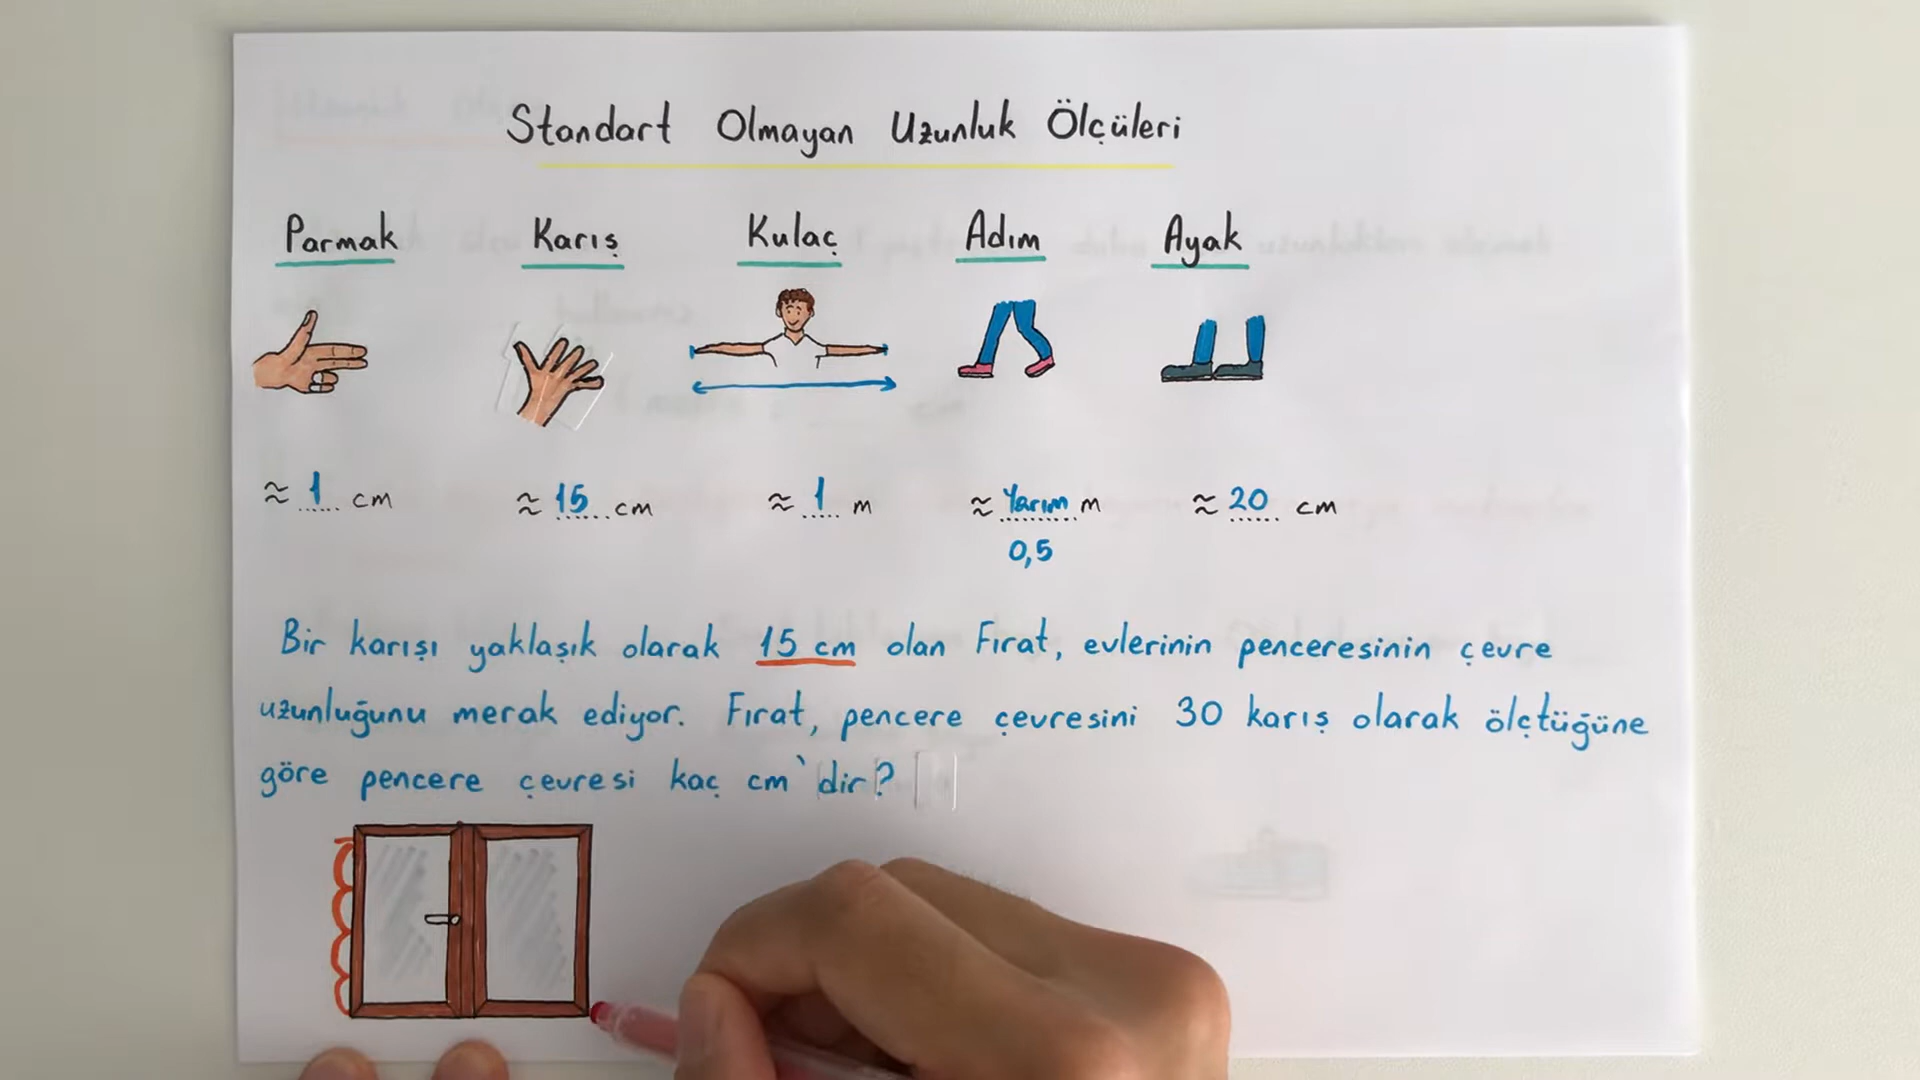 Standart Olmayan Uzunluk Ölçüleri
Parmak Karış Kulaç Adım Ayak
≈ 1 cm ≈ 15 cm ≈ 1 m ≈ Yarım m ≈ 20 cm
0,5
Bir karışı yaklaşık olarak 15 cm olan Fırat, evlerinin penceresinin çevre
uzunluğunu merak ediyor. Fırat, pencere çevresini 30 karış olarak ölçtüğüne
göre pencere çevresi kaç cm'dir?